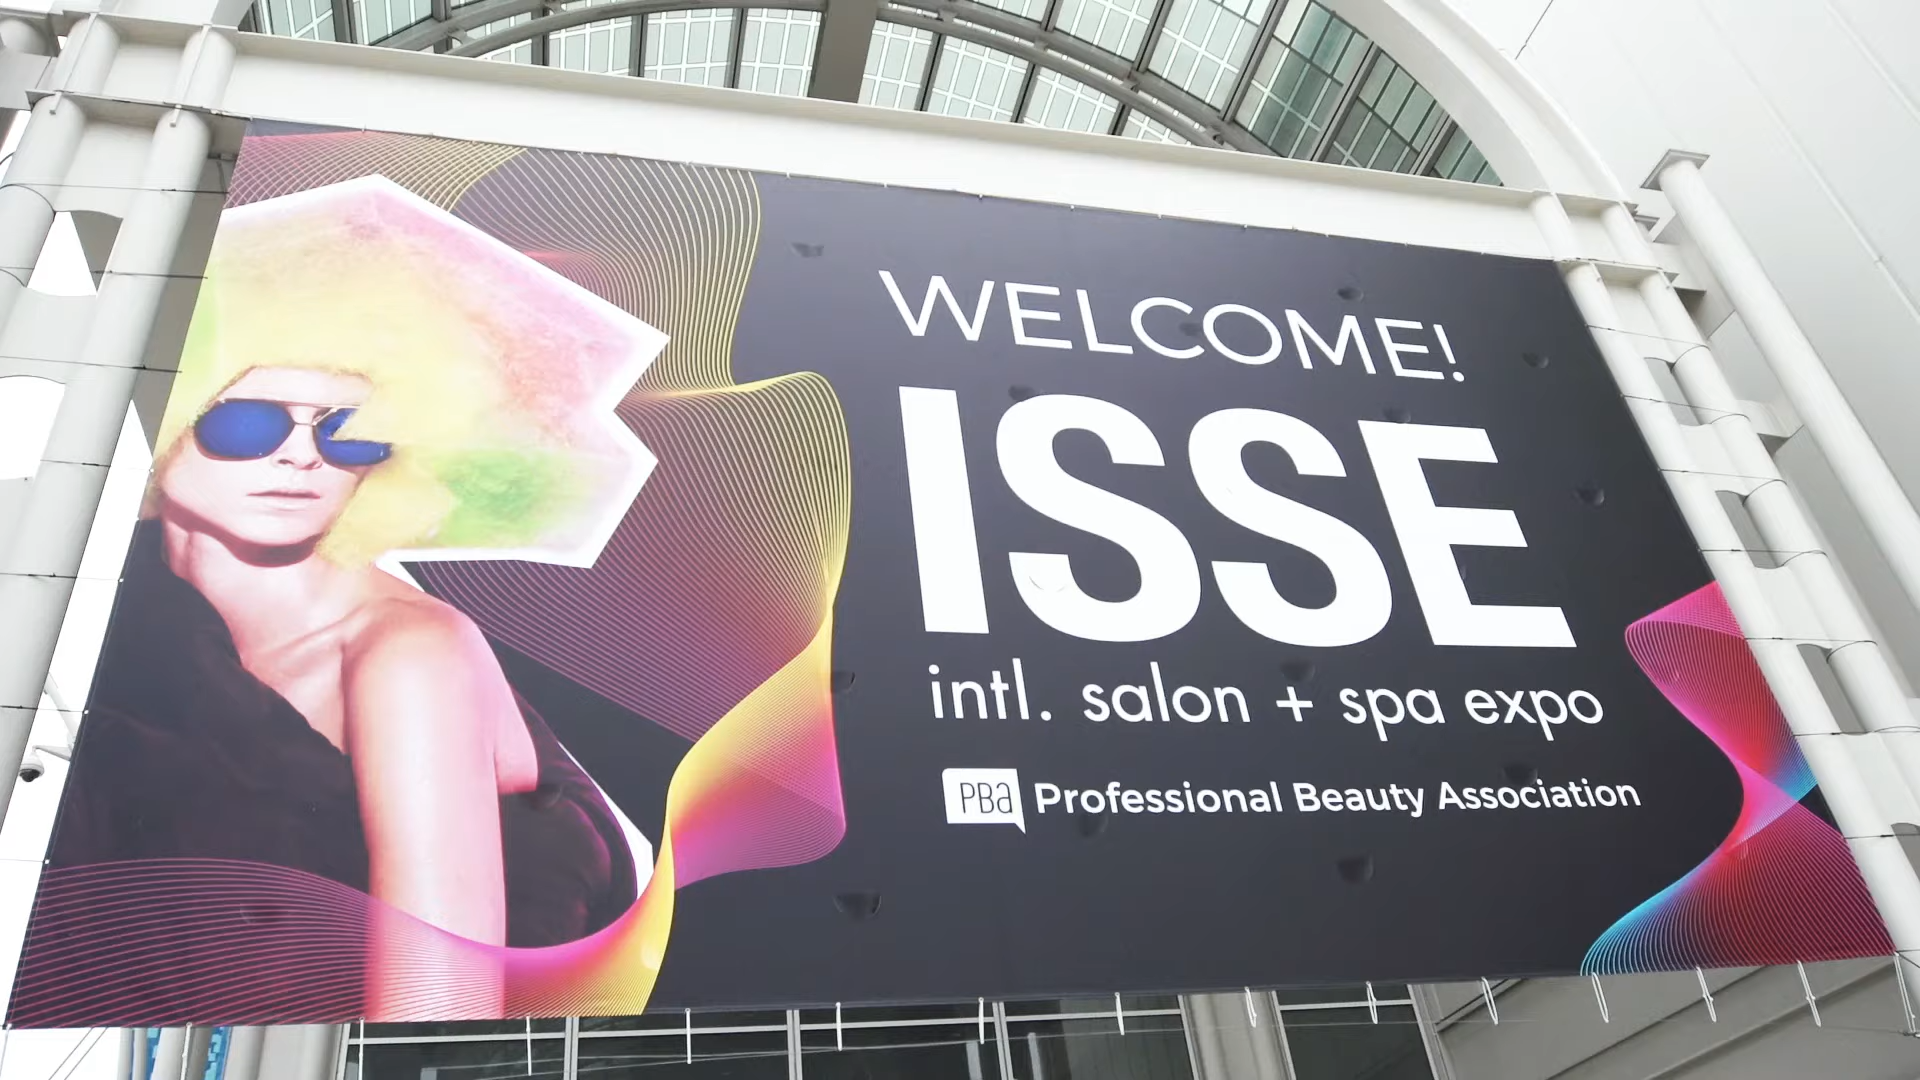 WELCOME!
ISSE
intl. salon + spa expo
PBa Professional Beauty Association